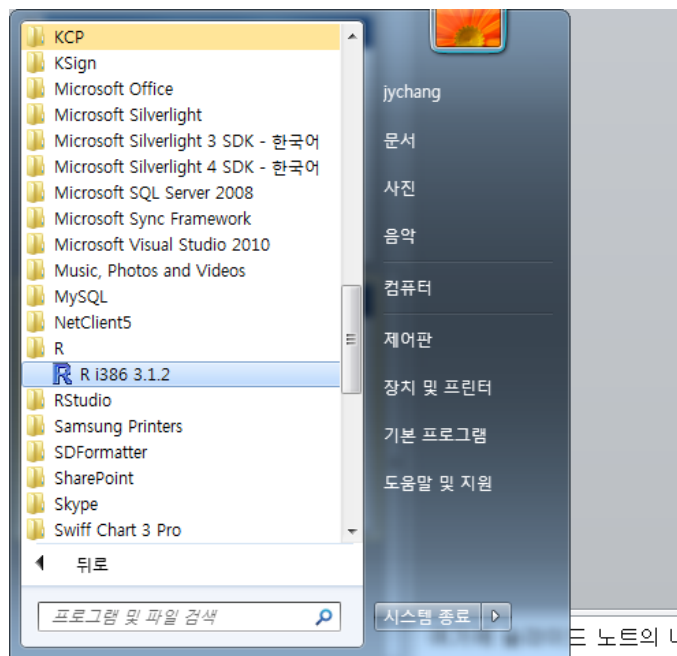 KCP
KSign
Microsoft Office
Microsoft Silverlight
Microsoft Silverlight 3 SDK - 한국어
Microsoft Silverlight 4 SDK - 한국어
Microsoft SQL Server 2008
Microsoft Sync Framework
Microsoft Visual Studio 2010
Music, Photos and Videos
MySQL
NetClient5
R
R i386 3.1.2
RStudio
Samsung Printers
SDFormatter
SharePoint
Skype
Swiff Chart 3 Pro
뒤로
프로그램 및 파일 검색
jychang
문서
사진
음악
컴퓨터
제어판
장치 및 프린터
기본 프로그램
도움말 및 지원
시스템 종료
노트의